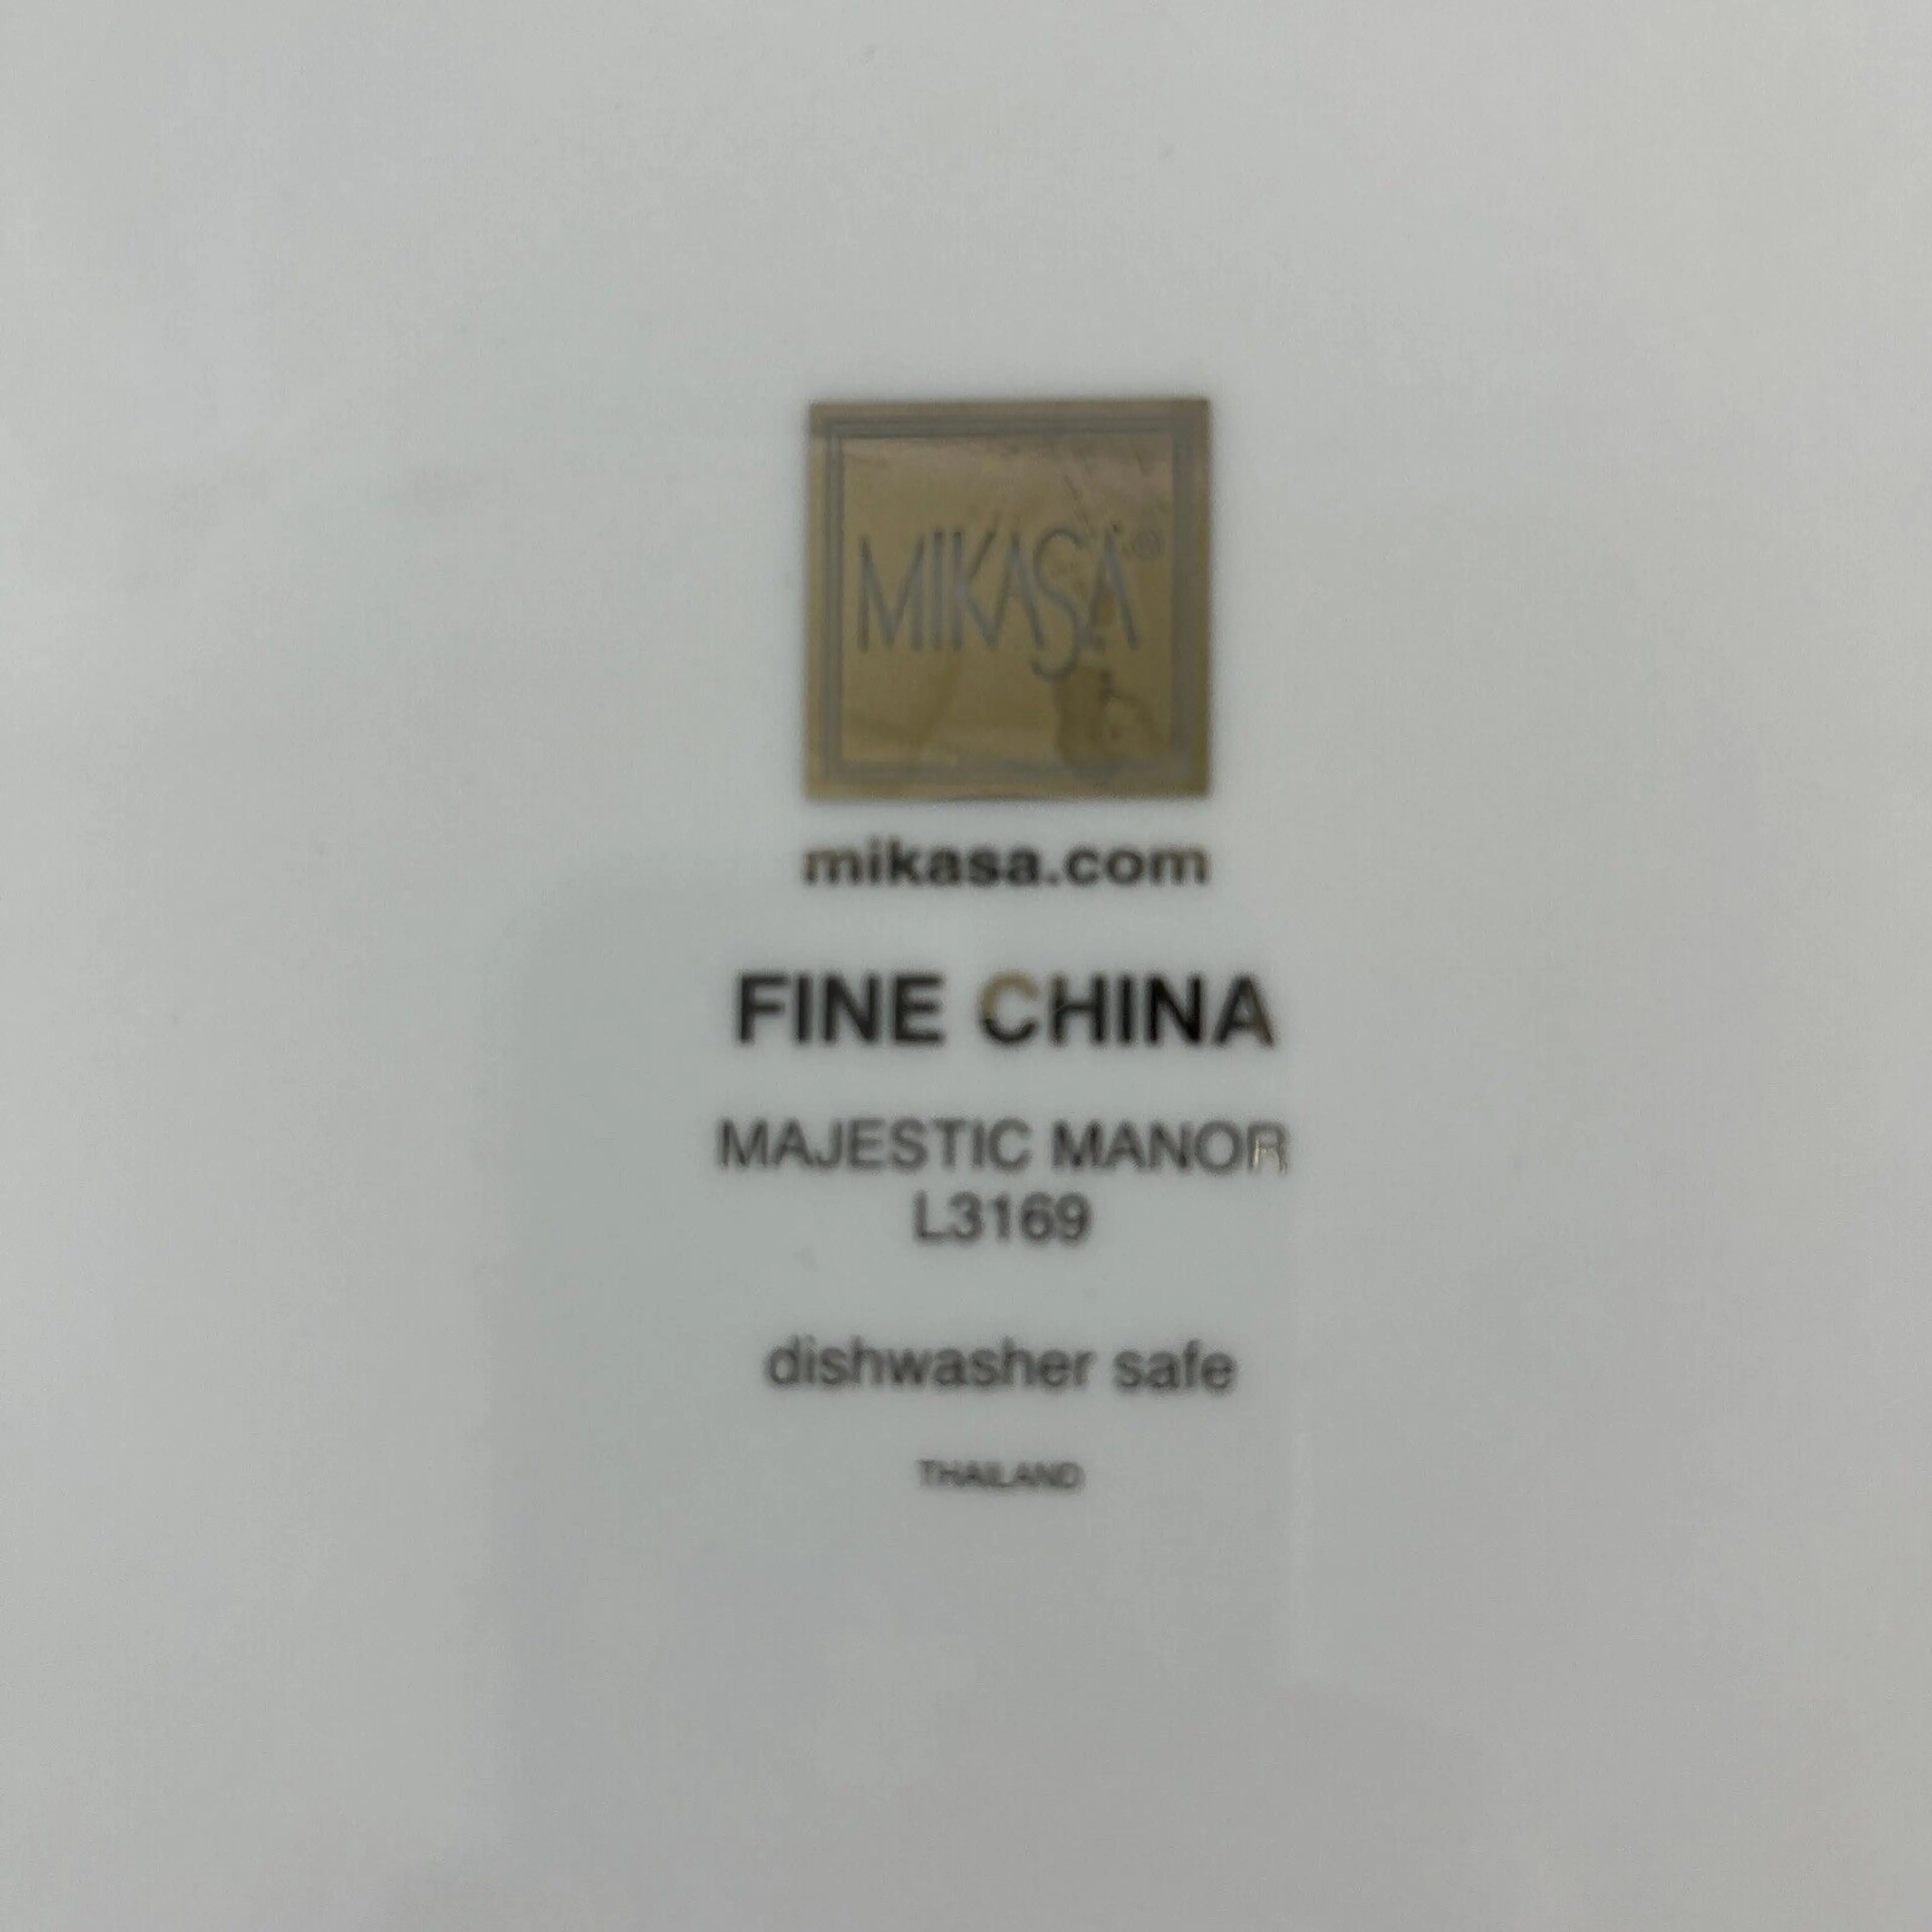 MIKASA®
mikasa.com
FINE CHINA
MAJESTIC MANOR
L3169
dishwasher safe
THAILAND